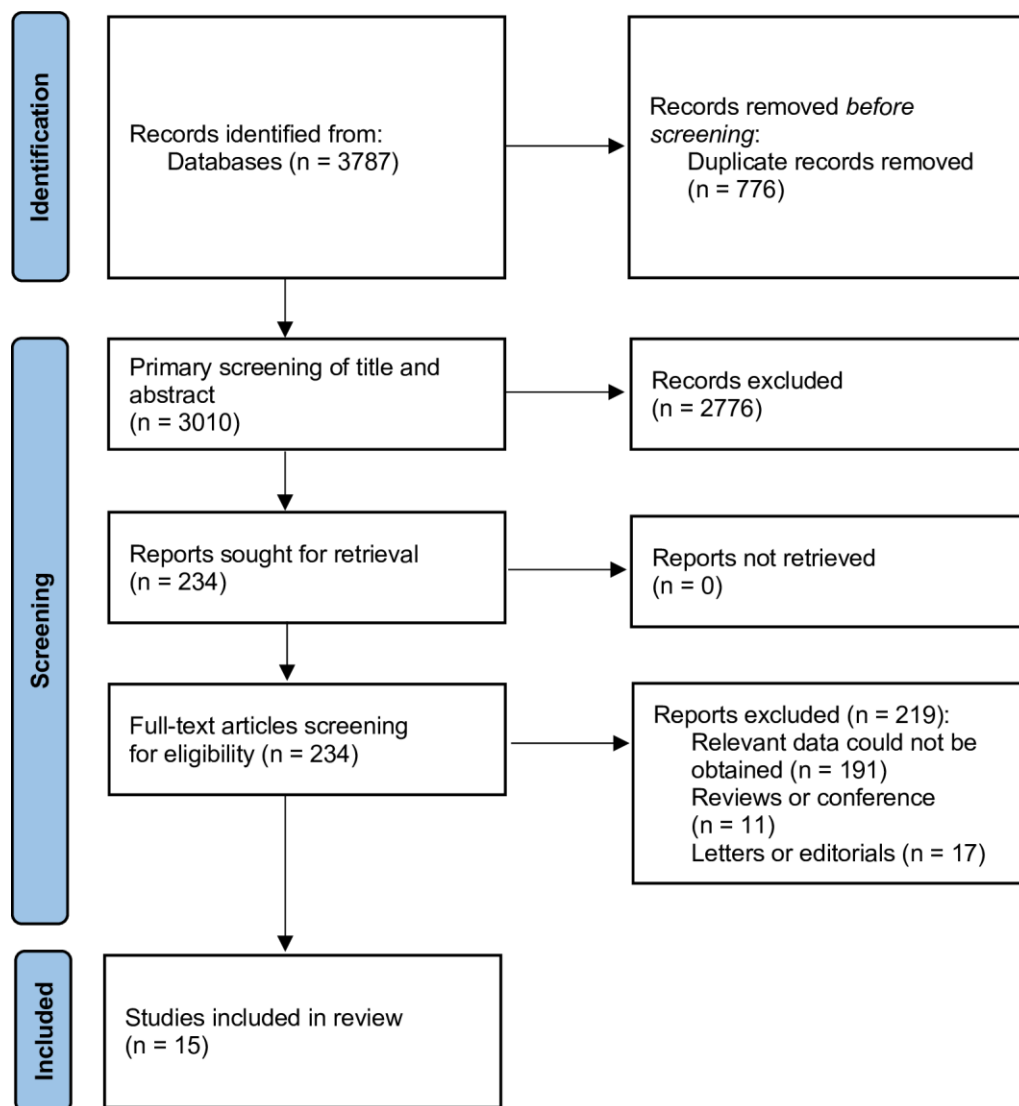 Identification
Records identified from:
Databases (n = 3787)
Records removed before
screening:
Duplicate records removed
(n = 776)
Screening
Primary screening of title and
abstract
(n = 3010)
Records excluded
(n = 2776)
Reports sought for retrieval
(n = 234)
Reports not retrieved
(n = 0)
Full-text articles screening
for eligibility (n = 234)
Reports excluded (n = 219):
Relevant data could not be
obtained (n = 191)
Reviews or conference
(n = 11)
Letters or editorials (n = 17)
Included
Studies included in review
(n = 15)